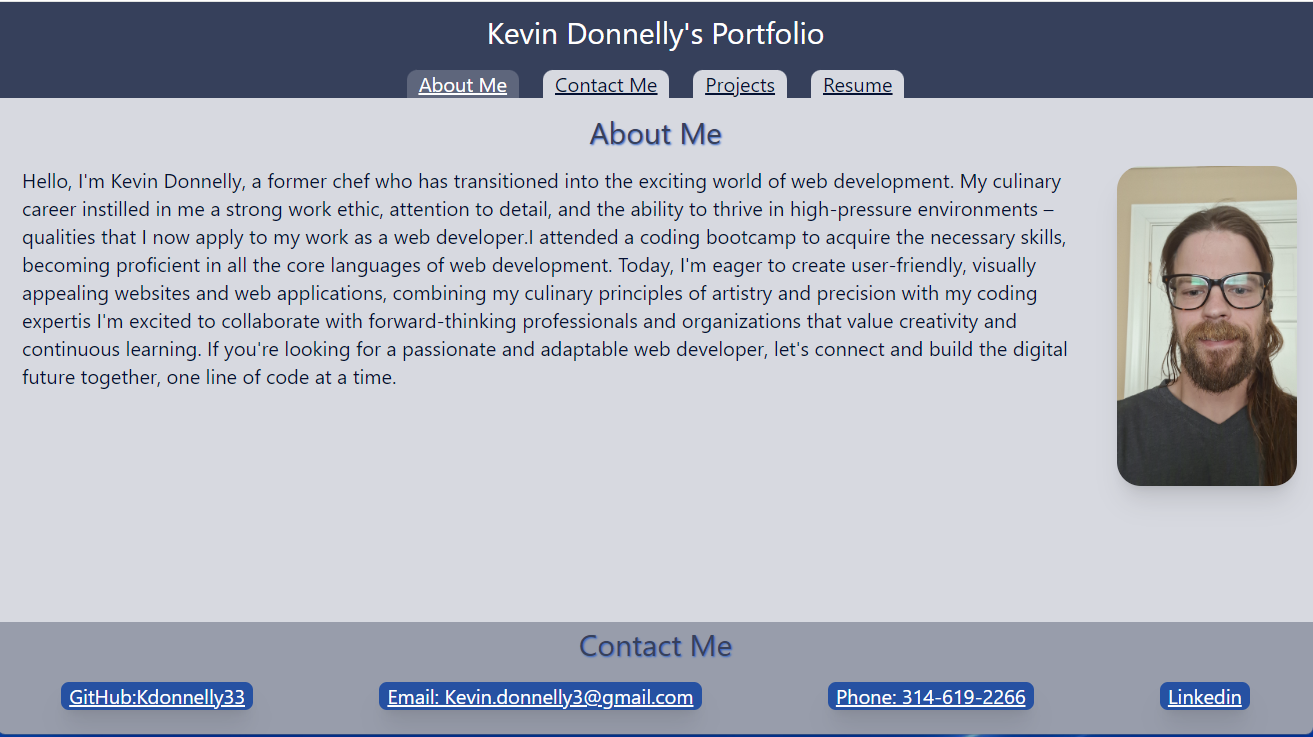 Kevin Donnelly's Portfolio
About Me Contact Me Projects Resume
About Me
Hello, I'm Kevin Donnelly, a former chef who has transitioned into the exciting world of web development. My culinary
career instilled in me a strong work ethic, attention to detail, and the ability to thrive in high-pressure environments –
qualities that I now apply to my work as a web developer.I attended a coding bootcamp to acquire the necessary skills,
becoming proficient in all the core languages of web development. Today, I'm eager to create user-friendly, visually
appealing websites and web applications, combining my culinary principles of artistry and precision with my coding
expertis I'm excited to collaborate with forward-thinking professionals and organizations that value creativity and
continuous learning. If you're looking for a passionate and adaptable web developer, let's connect and build the digital
future together, one line of code at a time.
Contact Me
GitHub:Kdonnelly33 Email: Kevin.donnelly3@gmail.com Phone: 314-619-2266 Linkedin